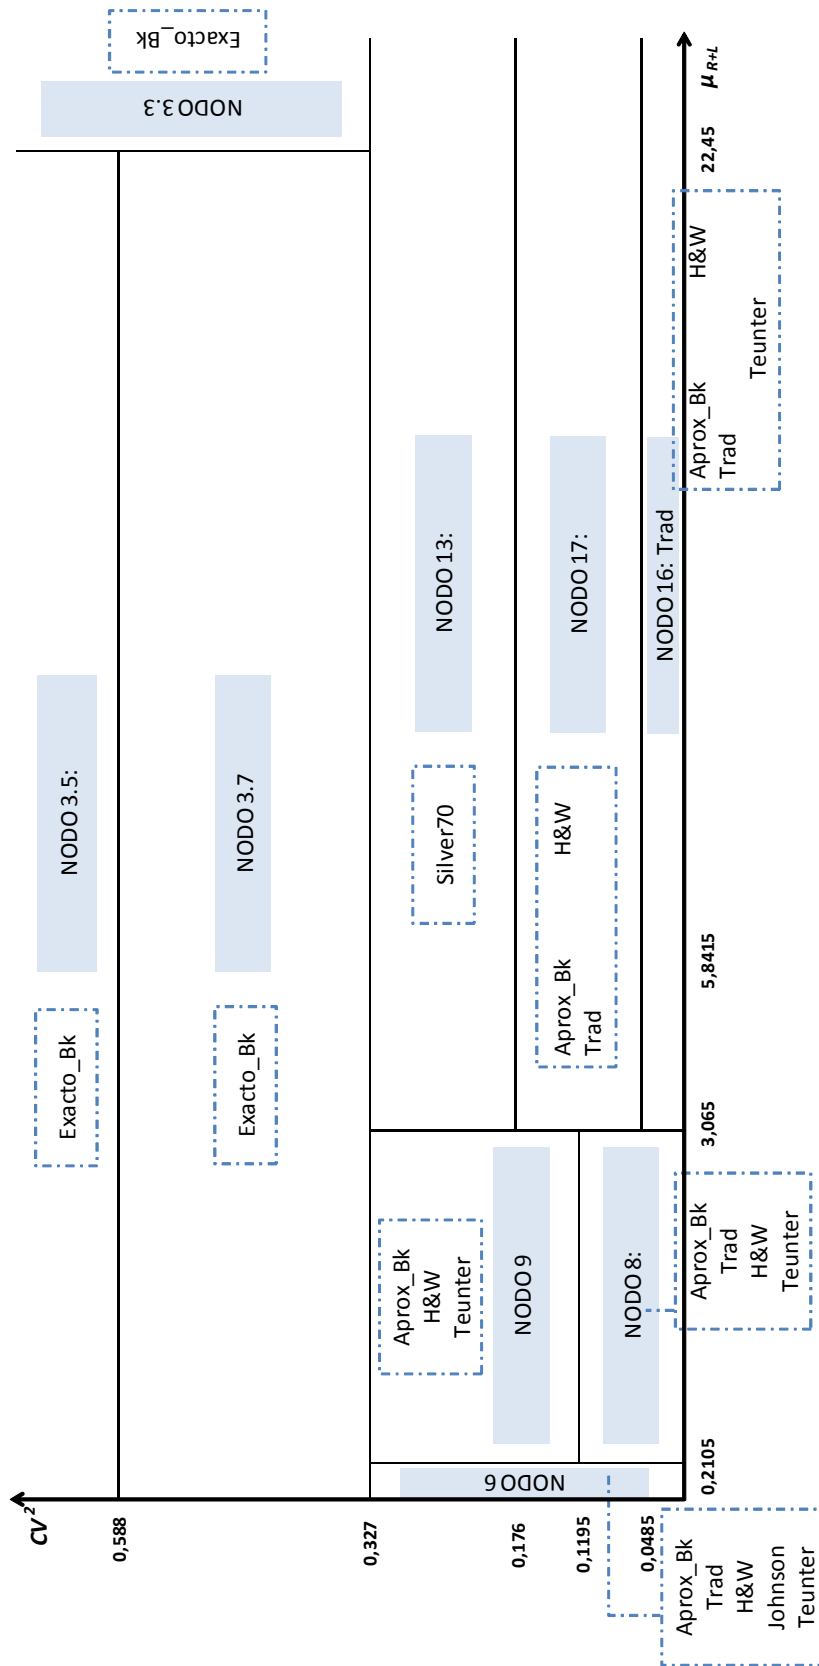 CV²
0,588
0,327
0,176
0,1195
0,0485
NODO 3.5:
Exacto_Bk
NODO 3.7
Exacto_Bk
NODO 3.3
Exacto_Bk
NODO 13:
Silver70
NODO 17:
Aprox_Bk H&W
Trad
NODO 16: Trad
Aprox_Bk H&W
Trad
Teunter
Aprox_Bk
H&W
Teunter
NODO 9
NODO 8:
Aprox_Bk
Trad
H&W
Teunter
NODO 6
Aprox_Bk
Trad
H&W
Johnson
Teunter
0,2105
3,065
5,8415
22,45
μ R+L